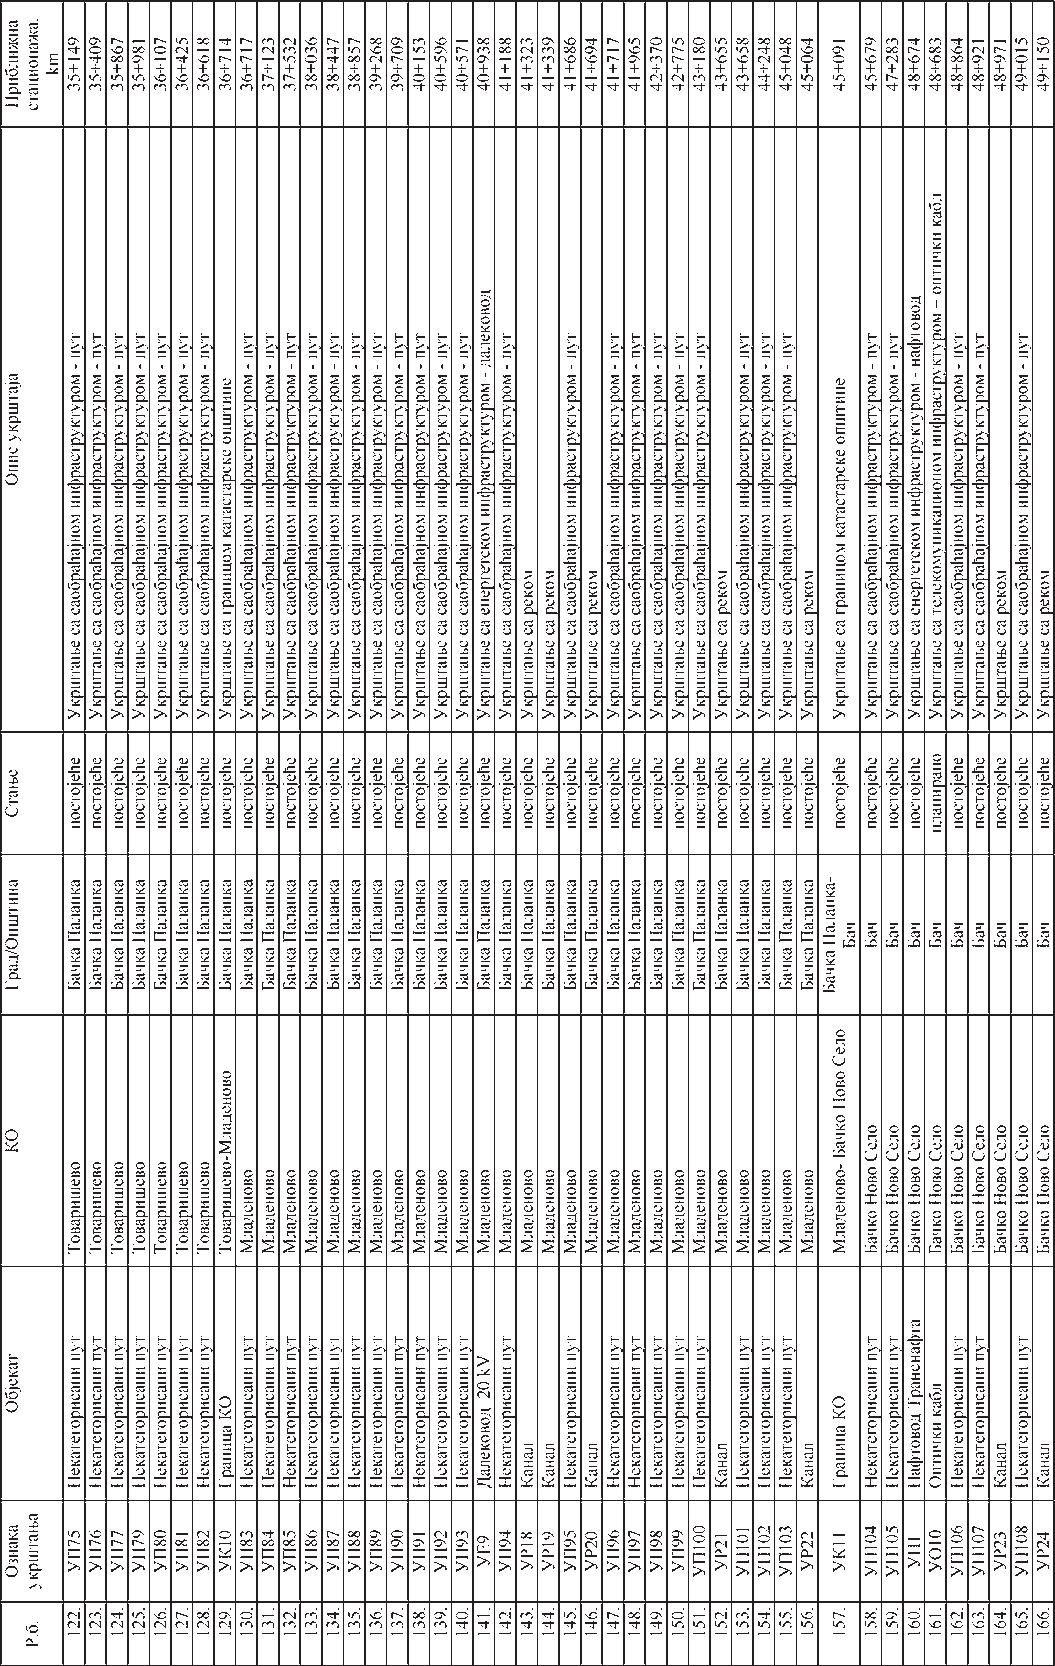 Р.б. Ознака укрштања Објекат КО Град/Општина Стање Опис укрштаја Приближна стационажа. km
122. УП75 Некатегорисани пут Товаришево Бачка Паланка постојеће Укрштање са саобраћајном инфраструктуром - пут 35+149
123. УП76 Некатегорисани пут Товаришево Бачка Паланка постојеће Укрштање са саобраћајном инфраструктуром - пут 35+409
124. УП77 Некатегорисани пут Товаришево Бачка Паланка постојеће Укрштање са саобраћајном инфраструктуром - пут 35+867
125. УП79 Некатегорисани пут Товаришево Бачка Паланка постојеће Укрштање са саобраћајном инфраструктуром - пут 35+981
126. УП80 Некатегорисани пут Товаришево Бачка Паланка постојеће Укрштање са саобраћајном инфраструктуром - пут 36+107
127. УП81 Некатегорисани пут Товаришево Бачка Паланка постојеће Укрштање са саобраћајном инфраструктуром - пут 36+425
128. УП82 Некатегорисани пут Товаришево Бачка Паланка постојеће Укрштање са саобраћајном инфраструктуром - пут 36+618
129. УК10 Граница КО Товаришево-Младеново Бачка Паланка постојеће Укрштање са границом катастарске општине 36+714
130. УП83 Некатегорисани пут Младеново Бачка Паланка постојеће Укрштање са саобраћајном инфраструктуром - пут 36+717
131. УП84 Некатегорисани пут Младеново Бачка Паланка постојеће Укрштање са саобраћајном инфраструктуром - пут 37+123
132. УП85 Некатегорисани пут Младеново Бачка Паланка постојеће Укрштање са саобраћајном инфраструктуром - пут 37+532
133. УП86 Некатегорисани пут Младеново Бачка Паланка постојеће Укрштање са саобраћајном инфраструктуром - пут 38+036
134. УП87 Некатегорисани пут Младеново Бачка Паланка постојеће Укрштање са саобраћајном инфраструктуром - пут 38+447
135. УП88 Некатегорисани пут Младеново Бачка Паланка постојеће Укрштање са саобраћајном инфраструктуром - пут 38+857
136. УП89 Некатегорисани пут Младеново Бачка Паланка постојеће Укрштање са саобраћајном инфраструктуром - пут 39+268
137. УП90 Некатегорисани пут Младеново Бачка Паланка постојеће Укрштање са саобраћајном инфраструктуром - пут 39+709
138. УП91 Некатегорисани пут Младеново Бачка Паланка постојеће Укрштање са саобраћајном инфраструктуром - пут 40+153
139. УП92 Некатегорисани пут Младеново Бачка Паланка постојеће Укрштање са саобраћајном инфраструктуром - пут 40+596
140. УП93 Некатегорисани пут Младеново Бачка Паланка постојеће Укрштање са саобраћајном инфраструктуром - пут 40+571
141. УЕ9 Далековод 20 kV Младеново Бачка Паланка постојеће Укрштање са енергетском инфраструктуром - далековод 40+938
142. УП94 Некатегорисани пут Младеново Бачка Паланка постојеће Укрштање са саобраћајном инфраструктуром - пут 41+188
143. УР18 Канал Младеново Бачка Паланка постојеће Укрштање са реком 41+323
144. УР19 Канал Младеново Бачка Паланка постојеће Укрштање са реком 41+339
145. УП95 Некатегорисани пут Младеново Бачка Паланка постојеће Укрштање са саобраћајном инфраструктуром - пут 41+686
146. УР20 Канал Младеново Бачка Паланка постојеће Укрштање са реком 41+694
147. УП96 Некатегорисани пут Младеново Бачка Паланка постојеће Укрштање са саобраћајном инфраструктуром - пут 41+717
148. УП97 Некатегорисани пут Младеново Бачка Паланка постојеће Укрштање са саобраћајном инфраструктуром - пут 41+965
149. УП98 Некатегорисани пут Младеново Бачка Паланка постојеће Укрштање са саобраћајном инфраструктуром - пут 42+370
150. УП99 Некатегорисани пут Младеново Бачка Паланка постојеће Укрштање са саобраћајном инфраструктуром - пут 42+775
151. УП100 Некатегорисани пут Младеново Бачка Паланка постојеће Укрштање са саобраћајном инфраструктуром - пут 43+180
152. УР21 Канал Младеново Бачка Паланка постојеће Укрштање са реком 43+655
153. УП101 Некатегорисани пут Младеново Бачка Паланка постојеће Укрштање са саобраћајном инфраструктуром - пут 43+658
154. УП102 Некатегорисани пут Младеново Бачка Паланка постојеће Укрштање са саобраћајном инфраструктуром - пут 44+248
155. УП103 Некатегорисани пут Младеново Бачка Паланка постојеће Укрштање са саобраћајном инфраструктуром - пут 45+048
156. УР22 Канал Младеново Бачка Паланка постојеће Укрштање са реком 45+064
157. УК11 Граница КО Младеново- Бачко Ново Село Бачка Паланка-Бач постојеће Укрштање са границом катастарске општине 45+091
158. УП104 Некатегорисани пут Бачко Ново Село Бач постојеће Укрштање са саобраћајном инфраструктуром - пут 45+679
159. УП105 Некатегорисани пут Бачко Ново Село Бач постојеће Укрштање са саобраћајном инфраструктуром - пут 47+283
160. УН1 Нафтовод Транснафта Бачко Ново Село Бач постојеће Укрштање са енергетском инфраструктуром - нафтовод 48+674
161. УО10 Оптички кабл Бачко Ново Село Бач планирано Укрштање са телекомуникационом инфраструктуром – оптички кабл 48+683
162. УП106 Некатегорисани пут Бачко Ново Село Бач постојеће Укрштање са саобраћајном инфраструктуром - пут 48+864
163. УП107 Некатегорисани пут Бачко Ново Село Бач постојеће Укрштање са саобраћајном инфраструктуром - пут 48+921
164. УР23 Канал Бачко Ново Село Бач постојеће Укрштање са реком 48+971
165. УП108 Некатегорисани пут Бачко Ново Село Бач постојеће Укрштање са саобраћајном инфраструктуром - пут 49+015
166. УР24 Канал Бачко Ново Село Бач постојеће Укрштање са реком 49+150